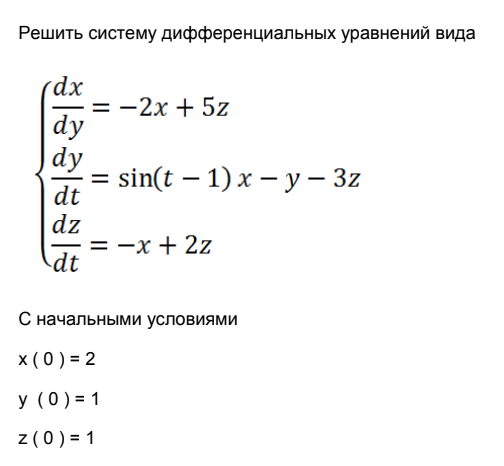 Решить систему дифференциальных уравнений вида
dx/dy = −2x + 5z
dy/dt = sin(t − 1) x − y − 3z
dz/dt = −x + 2z
С начальными условиями
x ( 0 ) = 2
y ( 0 ) = 1
z ( 0 ) = 1